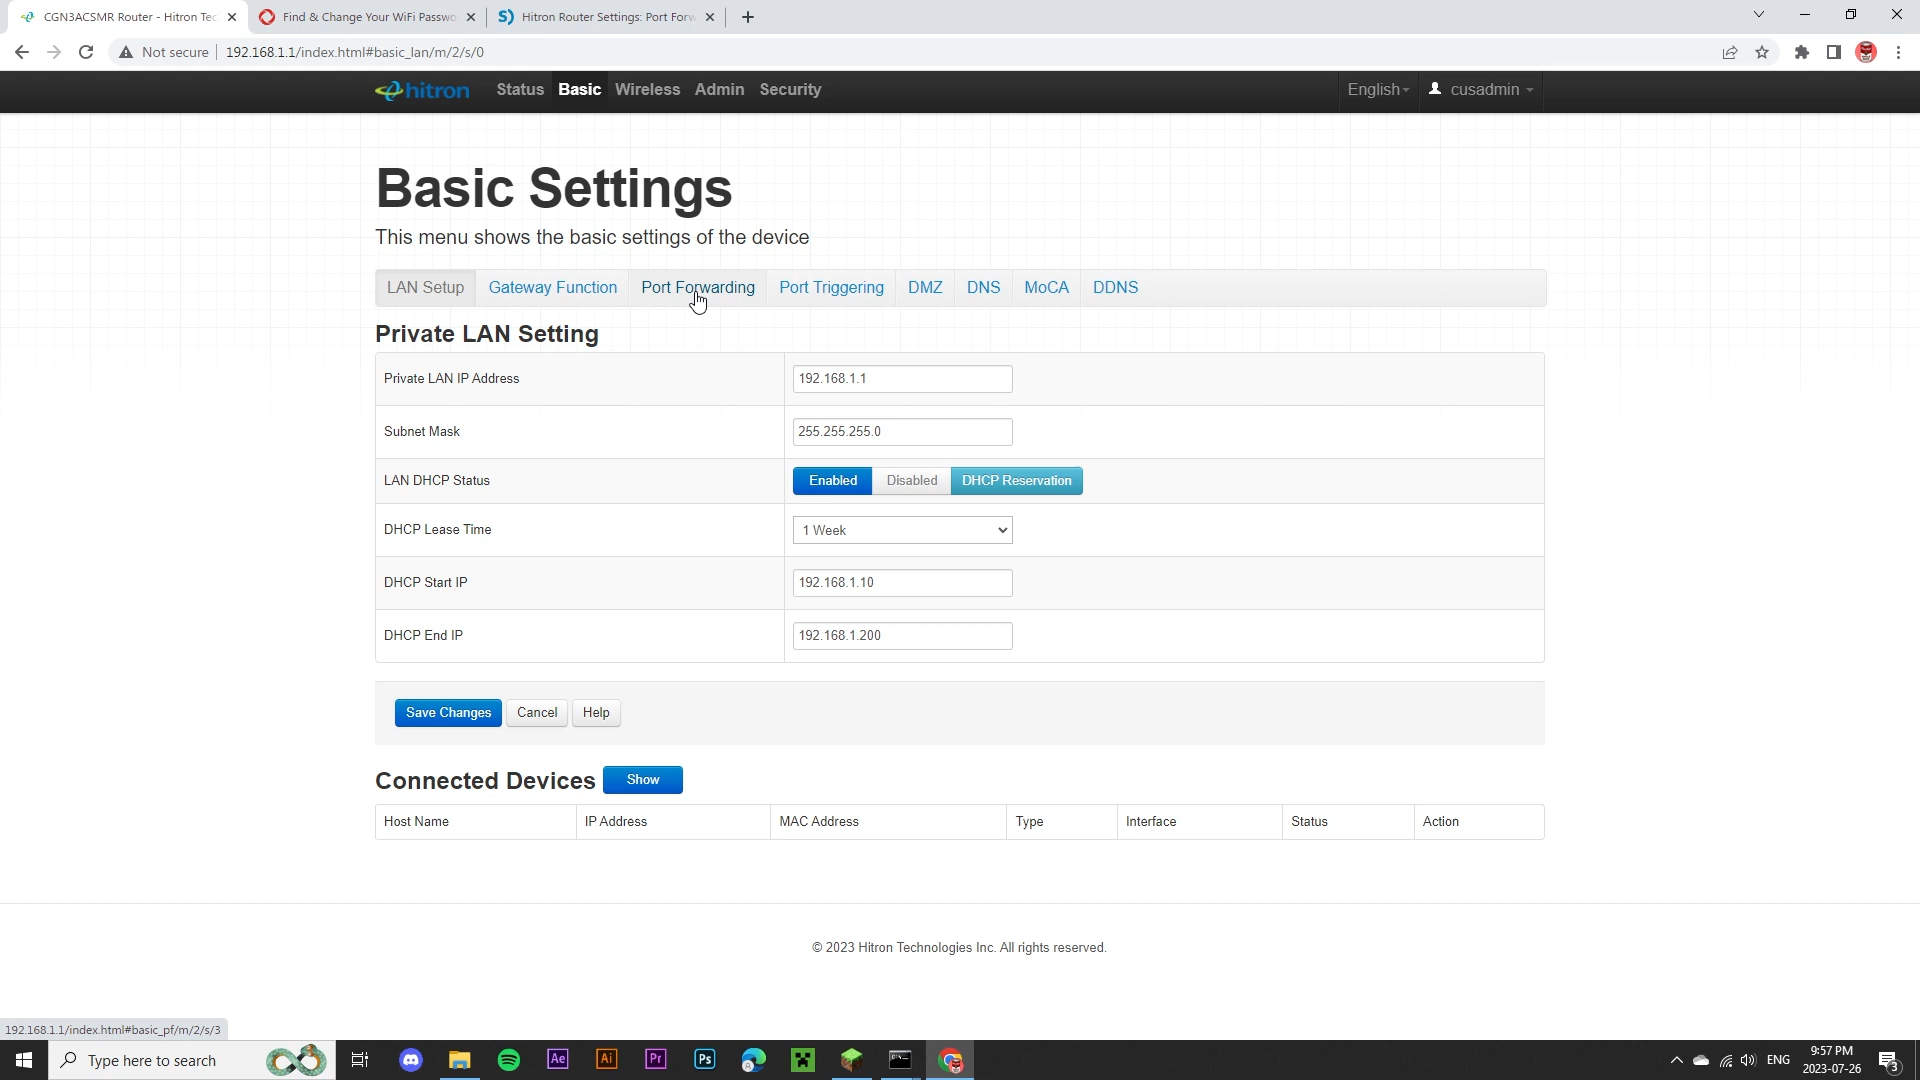 CGN3ACSMR Router - Hitron Tec
Find & Change Your WiFi Passwo
Hitron Router Settings: Port Forw
Not secure
192.168.1.1/index.html#basic_lan/m/2/s/0
hitron
Status
Basic
Wireless
Admin
Security
English
cusadmin
Basic Settings
This menu shows the basic settings of the device
LAN Setup
Gateway Function
Port Forwarding
Port Triggering
DMZ
DNS
MoCA
DDNS
Private LAN Setting
Private LAN IP Address
192.168.1.1
Subnet Mask
255.255.255.0
LAN DHCP Status
Enabled
Disabled
DHCP Reservation
DHCP Lease Time
1 Week
DHCP Start IP
192.168.1.10
DHCP End IP
192.168.1.200
Save Changes
Cancel
Help
Connected Devices
Show
Host Name
IP Address
MAC Address
Type
Interface
Status
Action
© 2023 Hitron Technologies Inc. All rights reserved.
192.168.1.1/index.html#basic_pf/m/2/s/3
Type here to search
Ae
Ai
Pr
Ps
ENG
9:57 PM
2023-07-26
3